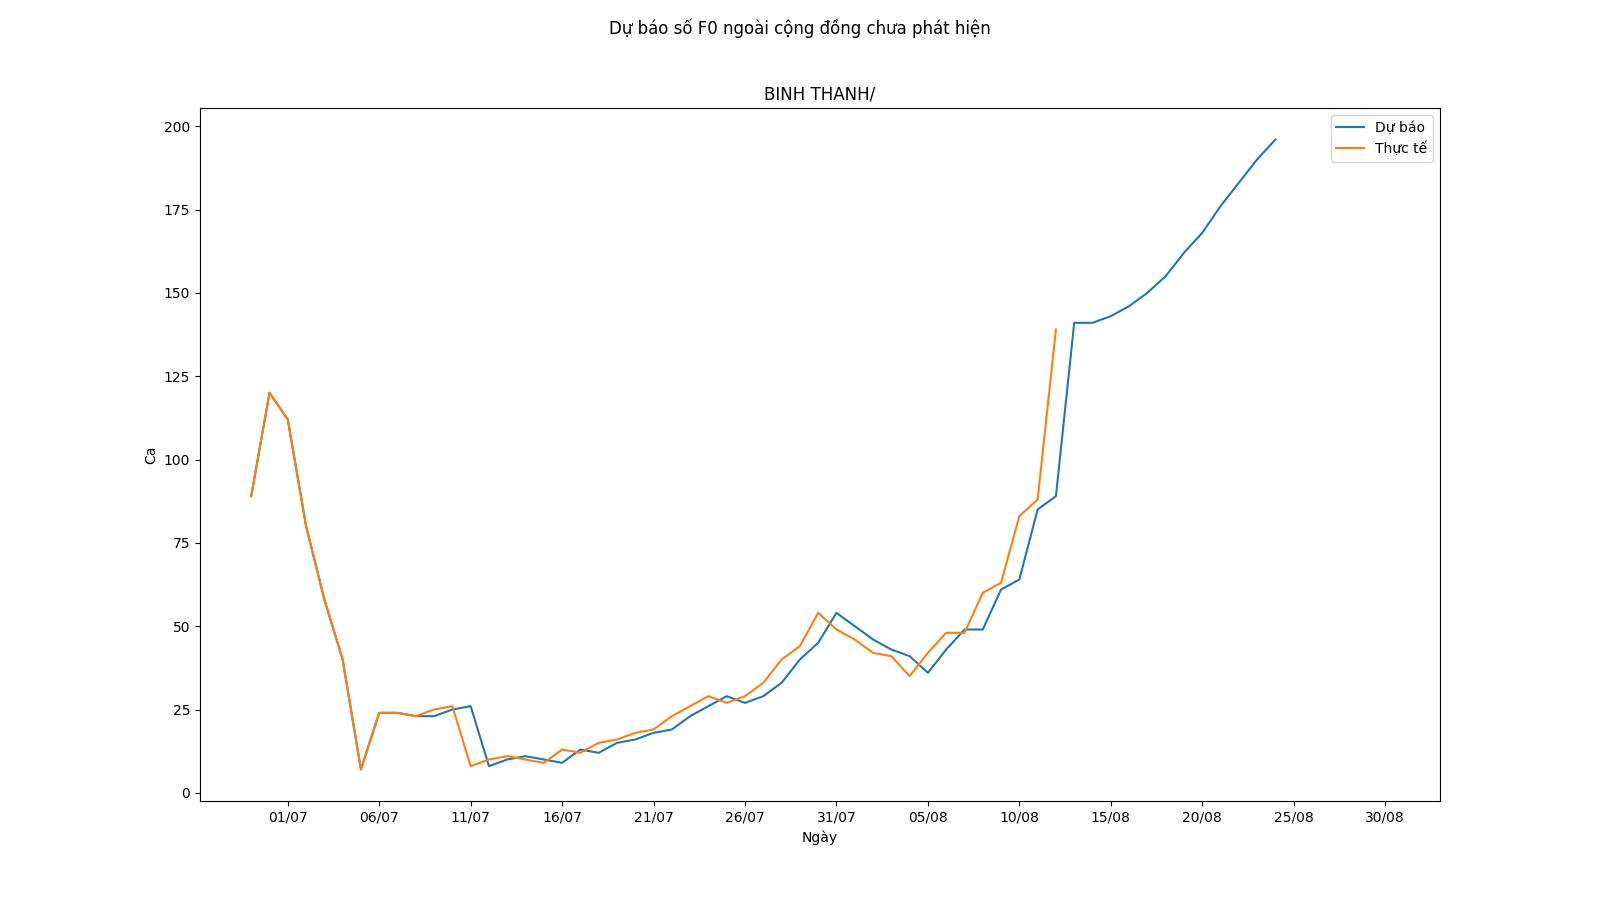 Dự báo số F0 ngoài cộng đồng chưa phát hiện
BINH THANH/
Dự báo
Thực tế
200
175
150
125
100
75
50
25
0
Ca
01/07 06/07 11/07 16/07 21/07 26/07 31/07 05/08 10/08 15/08 20/08 25/08 30/08
Ngày